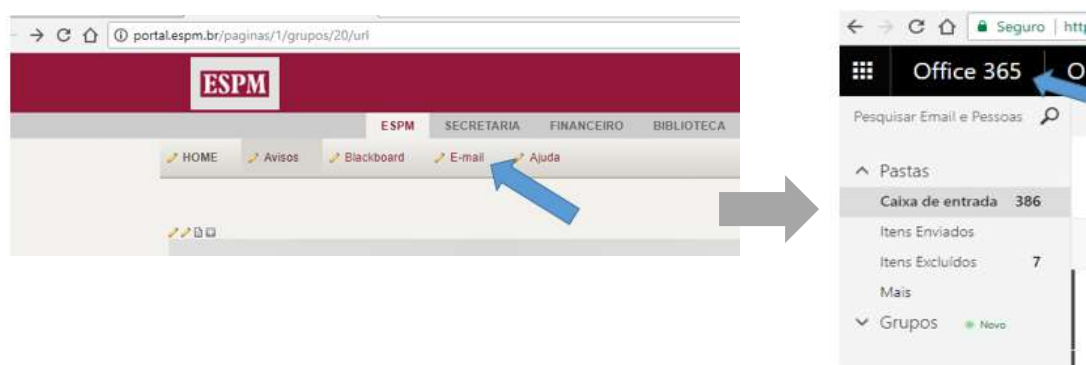 portal.espm.br/paginas/1/grupos/20/url
ESPM
ESPM SECRETARIA FINANCEIRO BIBLIOTECA
HOME Avisos Blackboard E-mail Ajuda
Seguro | http
Office 365 O
Pesquisar Email e Pessoas
Pastas
Caixa de entrada 386
Itens Enviados
Itens Excluídos 7
Mais
Grupos Novo